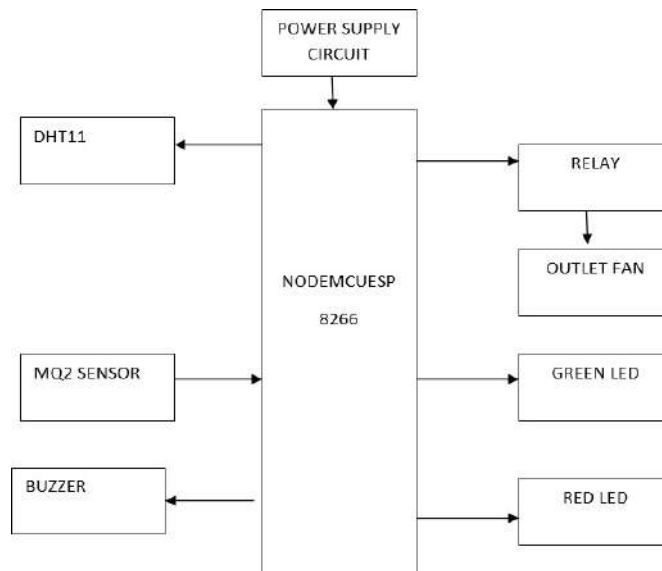 POWER SUPPLY
CIRCUIT
DHT11
RELAY
OUTLET FAN
NODEMCUESP
8266
MQ2 SENSOR
GREEN LED
BUZZER
RED LED